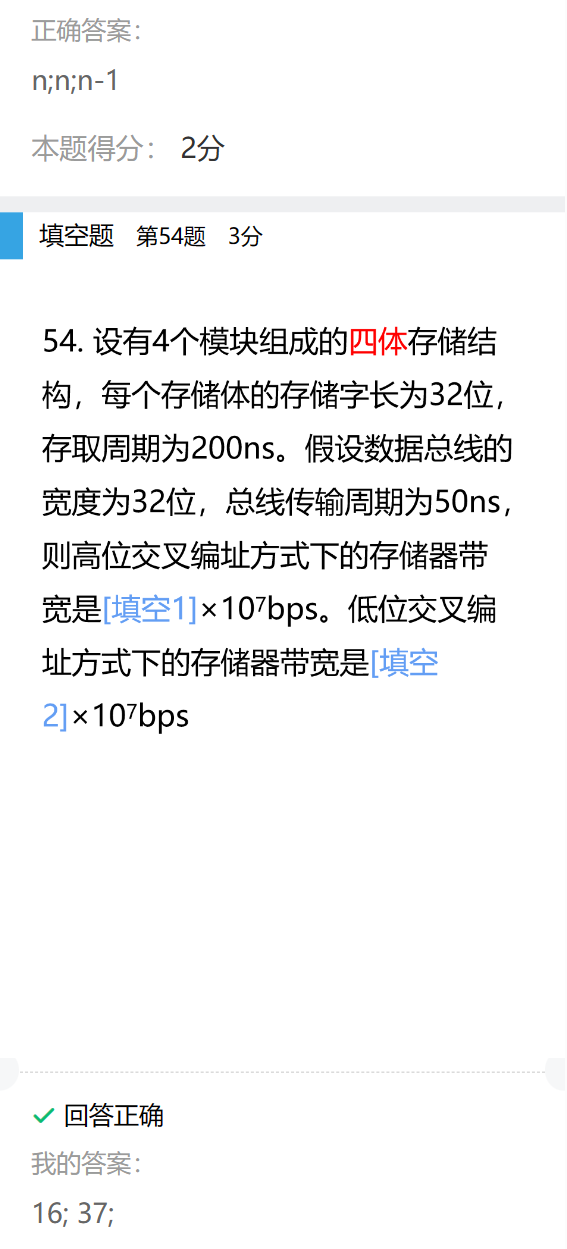 正确答案：
n;n;n-1
本题得分： 2分
填空题 第54题 3分
54. 设有4个模块组成的四体存储结
构，每个存储体的存储字长为32位，
存取周期为200ns。假设数据总线的
宽度为32位，总线传输周期为50ns，
则高位交叉编址方式下的存储器带
宽是[填空1]×10⁷bps。低位交叉编
址方式下的存储器带宽是[填空
2]×10⁷bps
回答正确
我的答案：
16; 37;